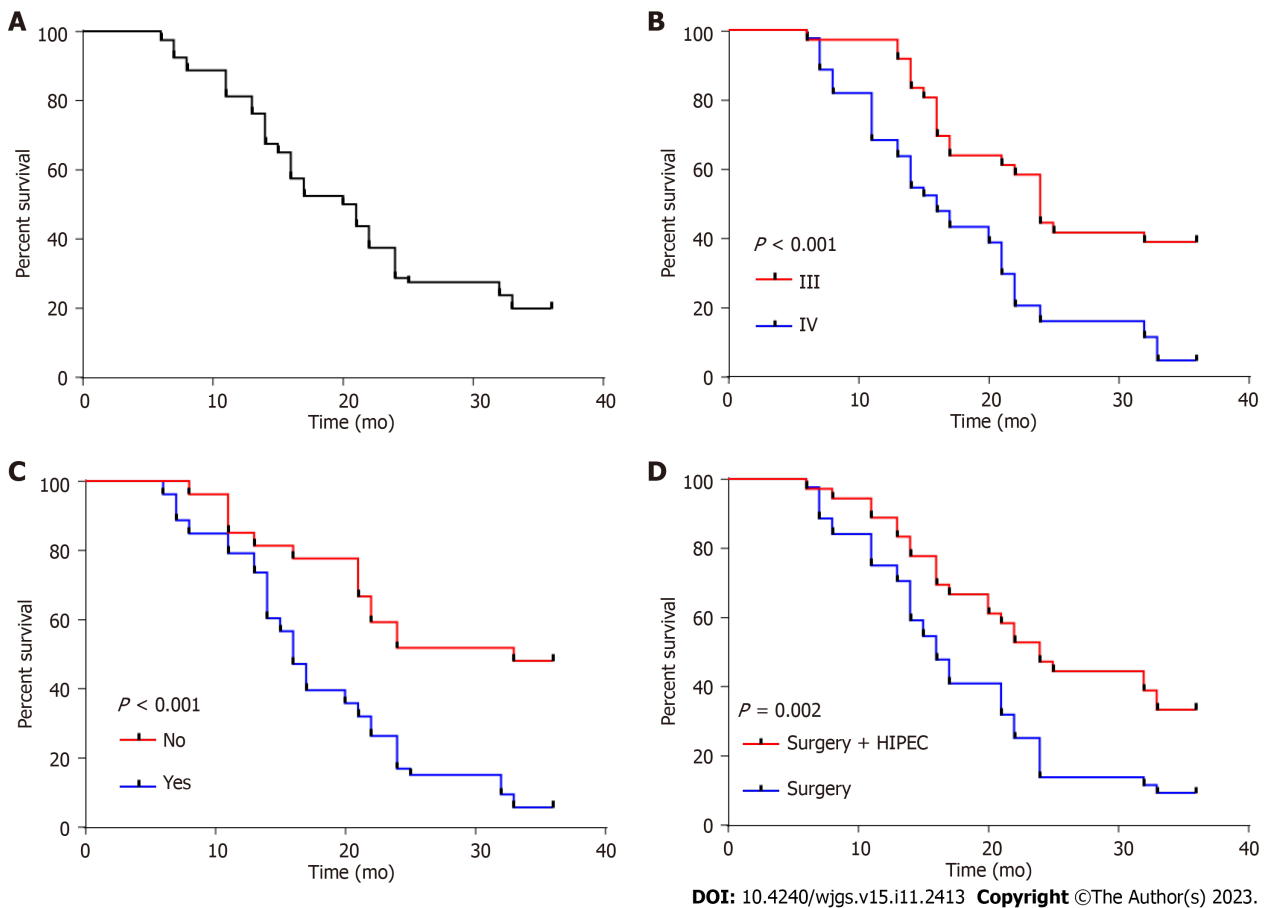 A
100
80
60
40
20
0
Percent survival
0 10 20 30 40
Time (mo)
B
100
80
60
40
20
0
Percent survival
P < 0.001
III
IV
0 10 20 30 40
Time (mo)
C
100
80
60
40
20
0
Percent survival
P < 0.001
No
Yes
0 10 20 30 40
Time (mo)
D
100
80
60
40
20
0
Percent survival
P = 0.002
Surgery + HIPEC
Surgery
0 10 20 30 40
Time (mo)
DOI: 10.4240/wjgs.v15.i11.2413 Copyright ©The Author(s) 2023.